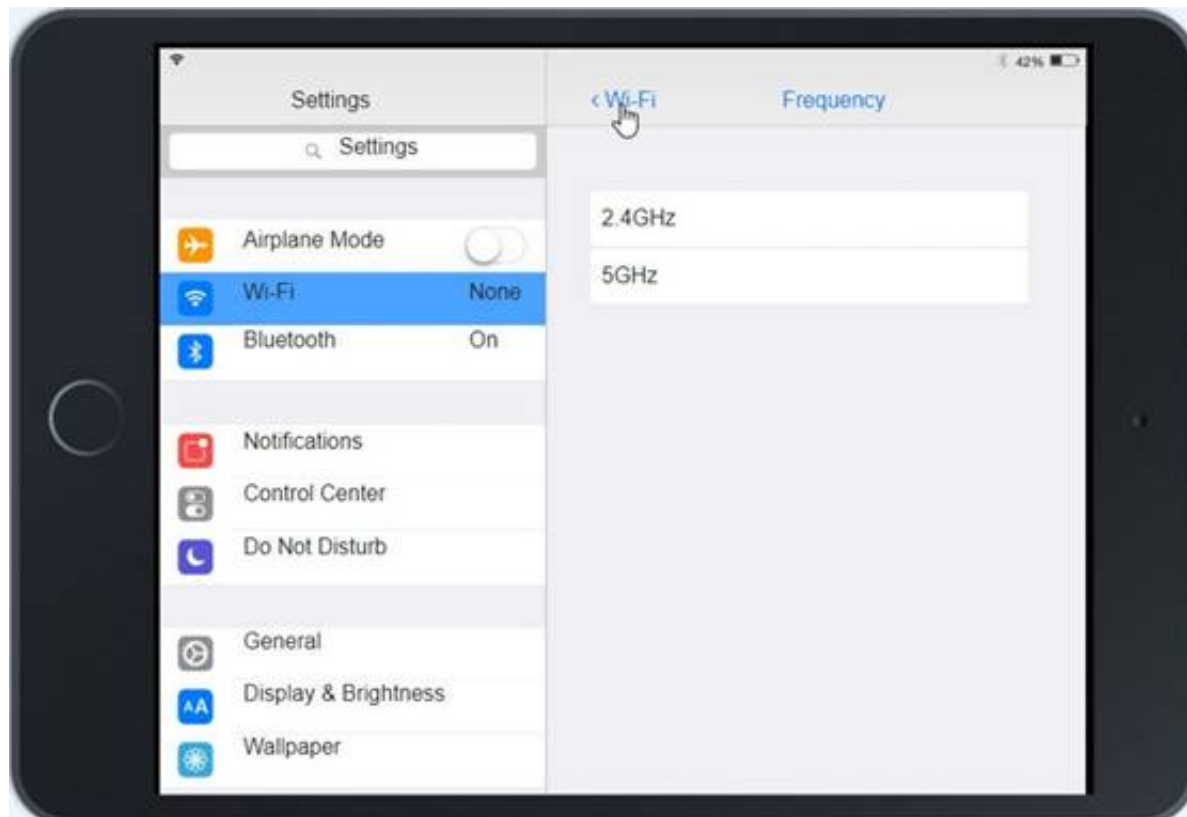 42%
Settings
< Wi-Fi Frequency
Settings
Airplane Mode
Wi-Fi None
Bluetooth On
Notifications
Control Center
Do Not Disturb
General
AA Display & Brightness
Wallpaper
2.4GHz
5GHz